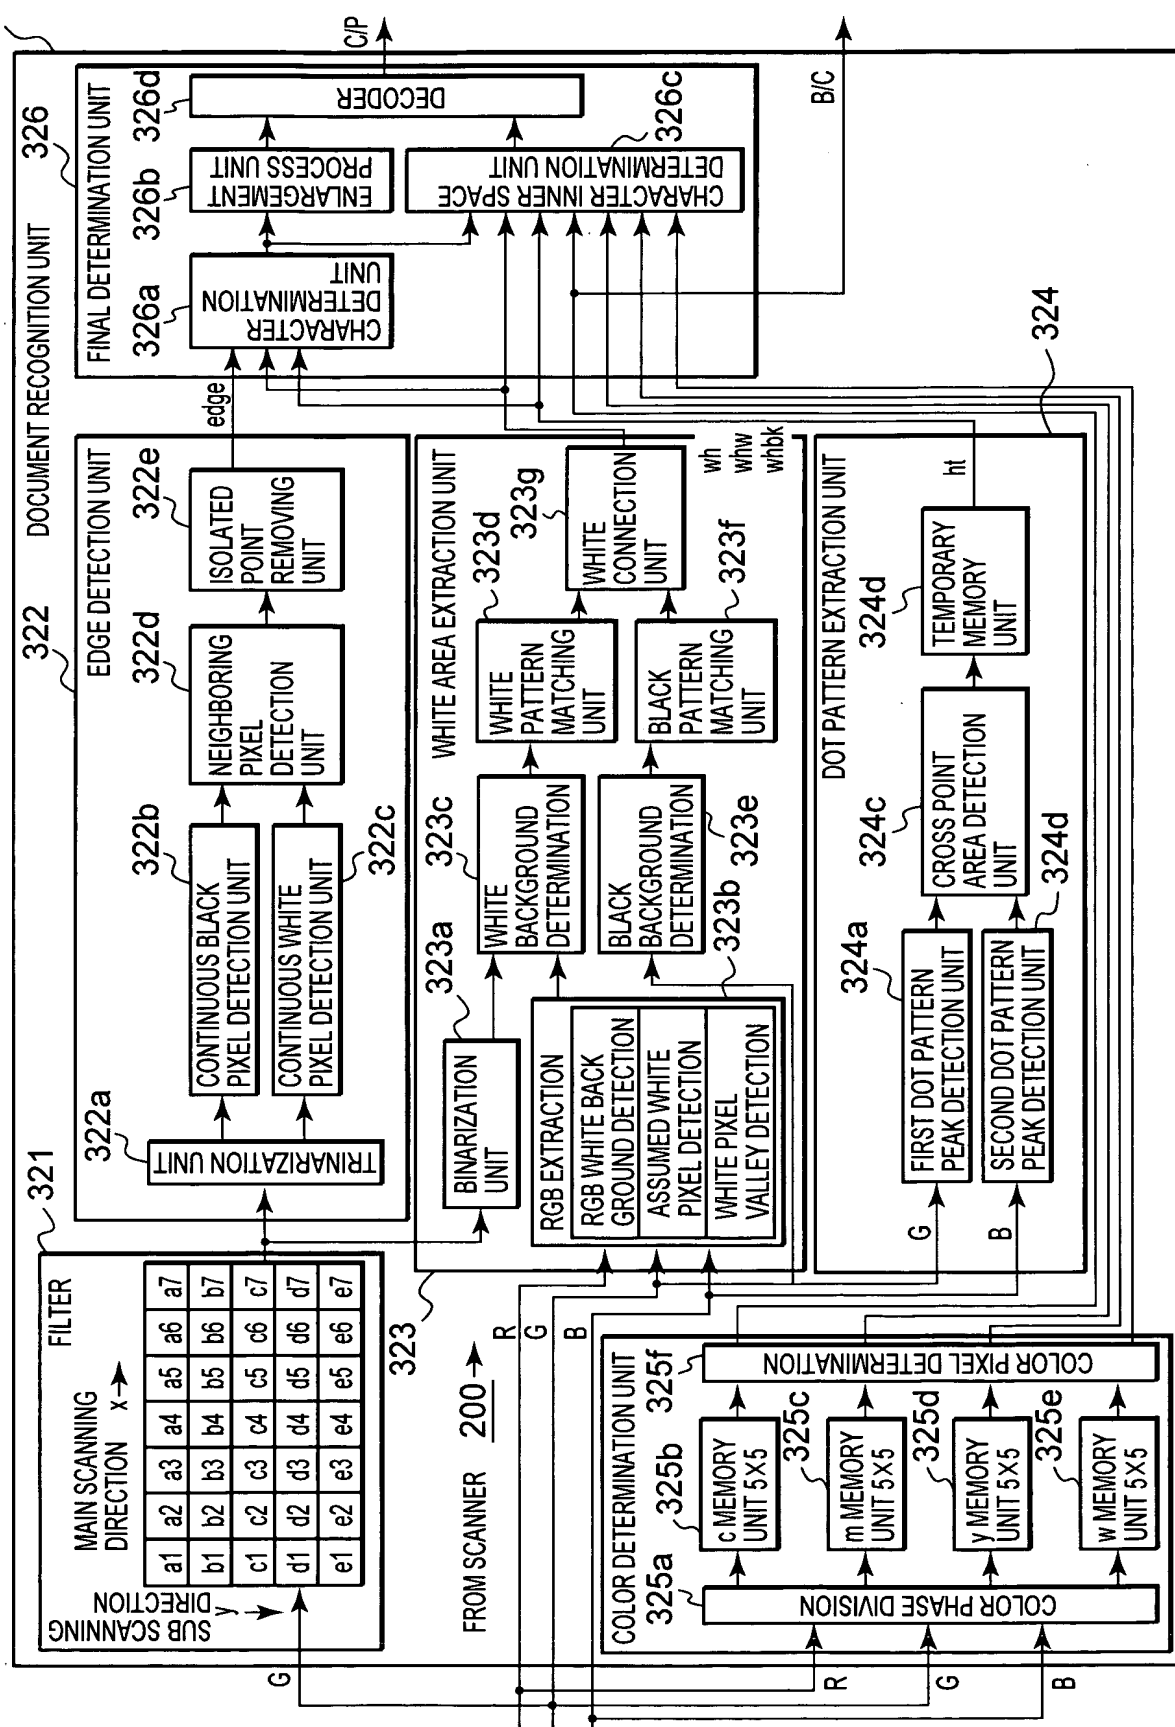 DOCUMENT RECOGNITION UNIT
321
FILTER
MAIN SCANNING
DIRECTION x
SUB SCANNING
DIRECTION
y
a1 a2 a3 a4 a5 a6 a7
b1 b2 b3 b4 b5 b6 b7
c1 c2 c3 c4 c5 c6 c7
d1 d2 d3 d4 d5 d6 d7
e1 e2 e3 e4 e5 e6 e7
G
322
EDGE DETECTION UNIT
322a
TRINARIZATION UNIT
322b
CONTINUOUS BLACK
PIXEL DETECTION UNIT
CONTINUOUS WHITE
PIXEL DETECTION UNIT
322c
322d
NEIGHBORING
PIXEL
DETECTION
UNIT
322e
ISOLATED
POINT
REMOVING
UNIT
edge
326
FINAL DETERMINATION UNIT
326a
CHARACTER
DETERMINATION
UNIT
326b
ENLARGEMENT
PROCESS UNIT
326d
DECODER
CHARACTER INNER SPACE
DETERMINATION UNIT
326c
C/P
B/C
323
WHITE AREA EXTRACTION UNIT
323a
BINARIZATION
UNIT
RGB EXTRACTION
RGB WHITE BACK
GROUND DETECTION
ASSUMED WHITE
PIXEL DETECTION
WHITE PIXEL
VALLEY DETECTION
323b
323c
WHITE
BACKGROUND
DETERMINATION
BLACK
BACKGROUND
DETERMINATION
323e
323d
WHITE
PATTERN
MATCHING
UNIT
BLACK
PATTERN
MATCHING
UNIT
323f
323g
WHITE
CONNECTION
UNIT
wh
whw
whbk
FROM SCANNER
200
R
G
B
DOT PATTERN EXTRACTION UNIT
324
324a
FIRST DOT PATTERN
PEAK DETECTION UNIT
SECOND DOT PATTERN
PEAK DETECTION UNIT
324d
324c
CROSS POINT
AREA DETECTION
UNIT
324d
TEMPORARY
MEMORY
UNIT
ht
G
B
COLOR DETERMINATION UNIT
325a
COLOR PHASE DIVISION
325b
c MEMORY
UNIT 5×5
325c
m MEMORY
UNIT 5×5
325d
y MEMORY
UNIT 5×5
325e
w MEMORY
UNIT 5×5
325f
COLOR PIXEL DETERMINATION
R
G
B